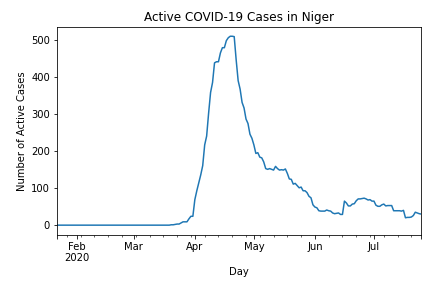 Active COVID-19 Cases in Niger
Number of Active Cases
500
400
300
200
100
0
Feb
2020
Mar
Apr
May
Jun
Jul
Day